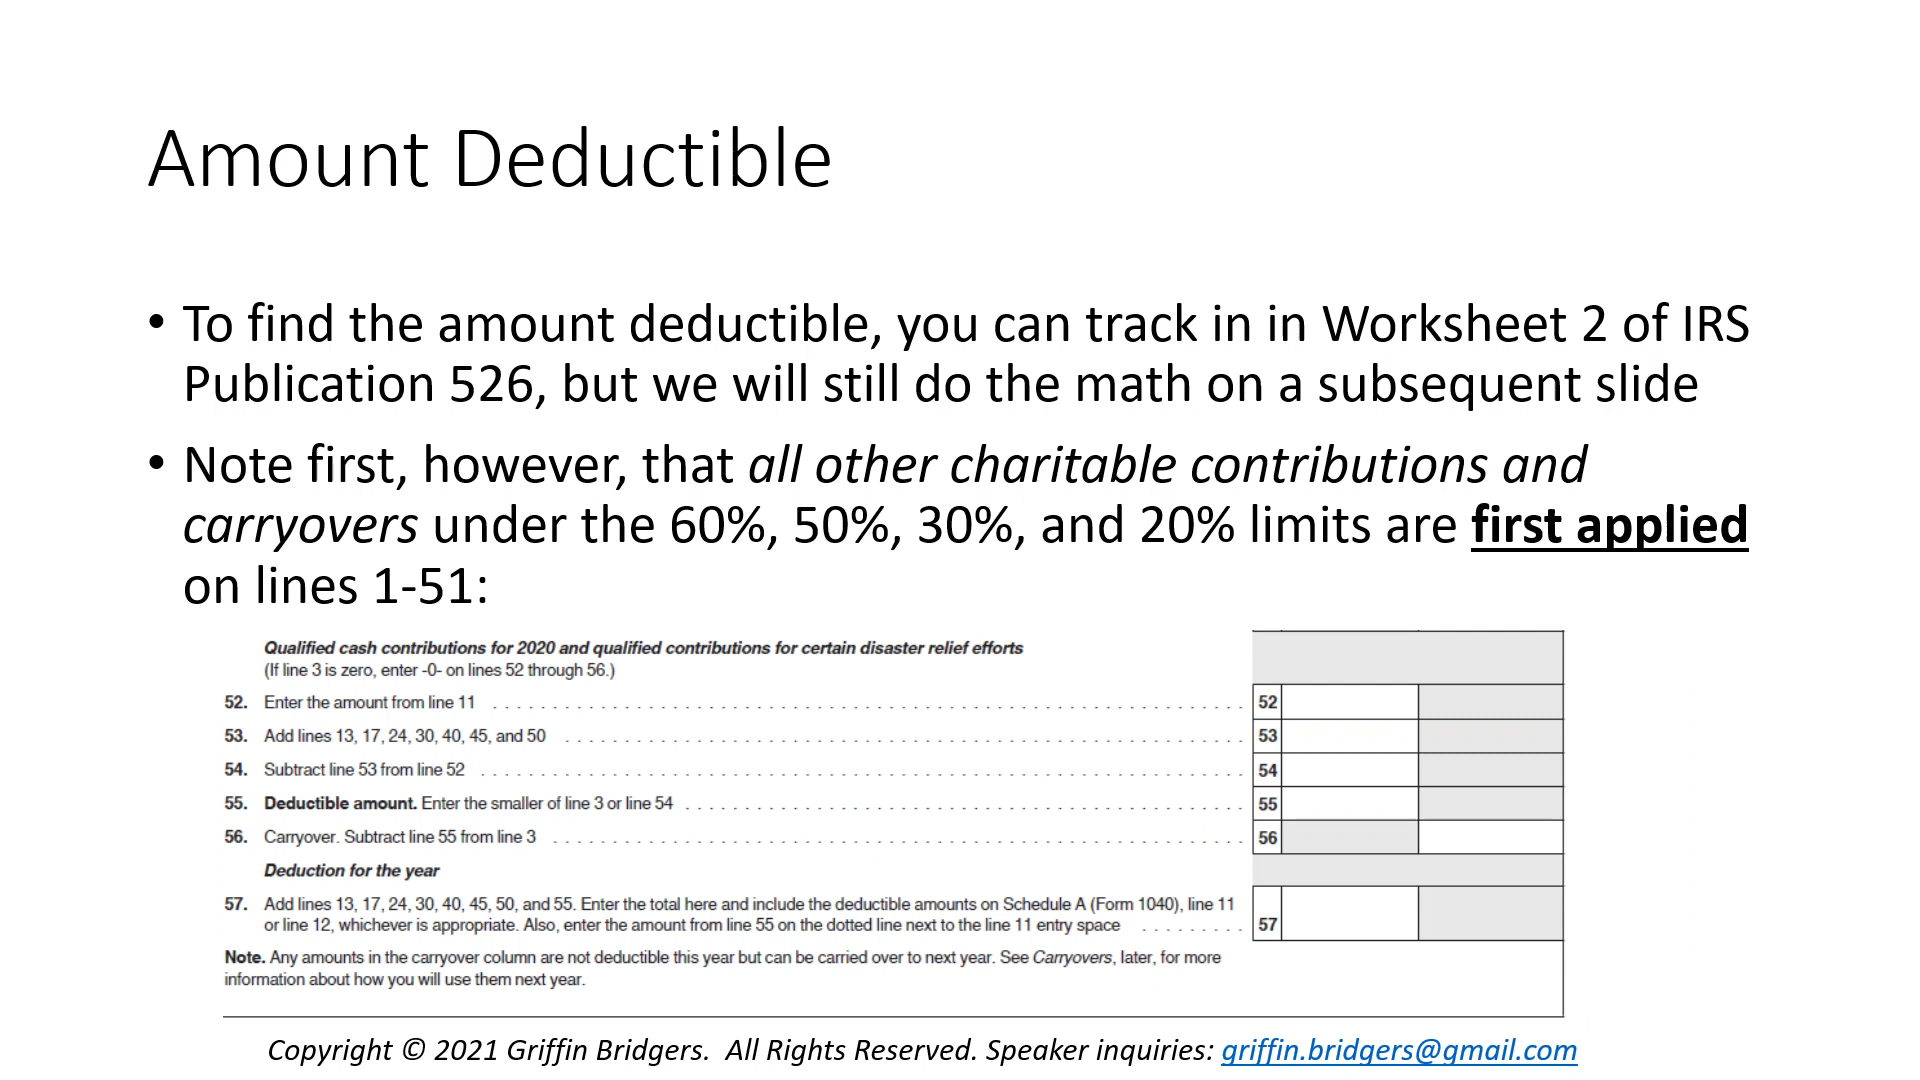 Amount Deductible
• To find the amount deductible, you can track in in Worksheet 2 of IRS
Publication 526, but we will still do the math on a subsequent slide
• Note first, however, that all other charitable contributions and
carryovers under the 60%, 50%, 30%, and 20% limits are first applied
on lines 1-51:
Qualified cash contributions for 2020 and qualified contributions for certain disaster relief efforts
(If line 3 is zero, enter -0- on lines 52 through 56.)
52. Enter the amount from line 11 52
53. Add lines 13, 17, 24, 30, 40, 45, and 50 53
54. Subtract line 53 from line 52 54
55. Deductible amount. Enter the smaller of line 3 or line 54 55
56. Carryover. Subtract line 55 from line 3 56
Deduction for the year
57. Add lines 13, 17, 24, 30, 40, 45, 50, and 55. Enter the total here and include the deductible amounts on Schedule A (Form 1040), line 11
or line 12, whichever is appropriate. Also, enter the amount from line 55 on the dotted line next to the line 11 entry space 57
Note. Any amounts in the carryover column are not deductible this year but can be carried over to next year. See Carryovers, later, for more
information about how you will use them next year.
Copyright © 2021 Griffin Bridgers. All Rights Reserved. Speaker inquiries: griffin.bridgers@gmail.com